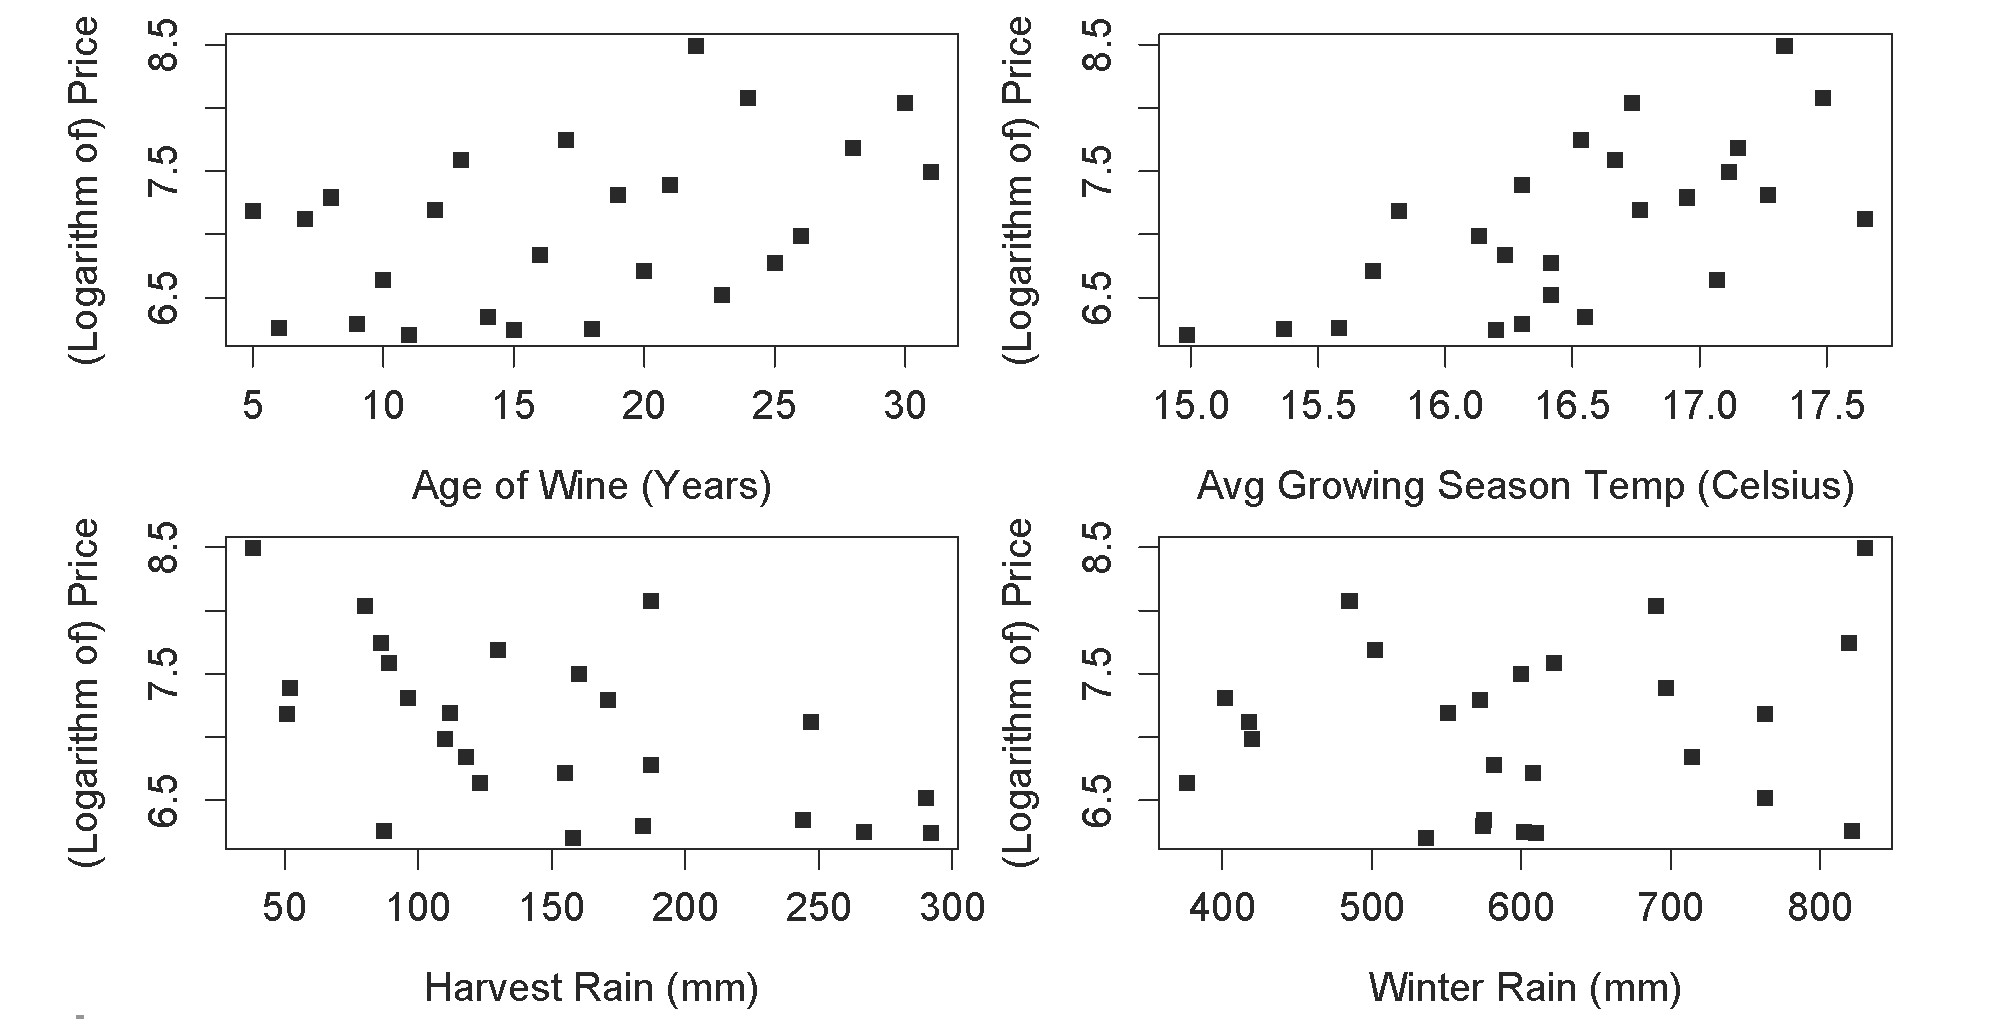 (Logarithm of) Price
8.5
7.5
6.5
5 10 15 20 25 30
Age of Wine (Years)
(Logarithm of) Price
8.5
7.5
6.5
15.0 15.5 16.0 16.5 17.0 17.5
Avg Growing Season Temp (Celsius)
(Logarithm of) Price
8.5
7.5
6.5
50 100 150 200 250 300
Harvest Rain (mm)
(Logarithm of) Price
8.5
7.5
6.5
400 500 600 700 800
Winter Rain (mm)